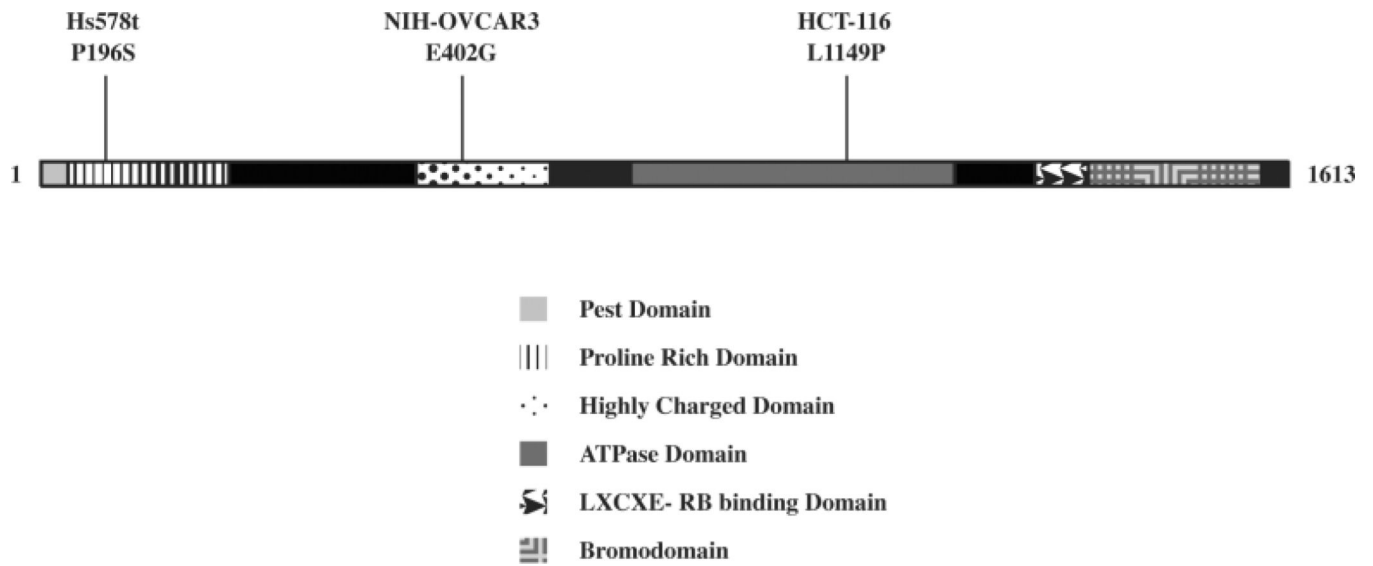 Hs578t
P196S
NIH-OVCAR3
E402G
HCT-116
L1149P
1
1613
Pest Domain
Proline Rich Domain
Highly Charged Domain
ATPase Domain
LXCXE- RB binding Domain
Bromodomain